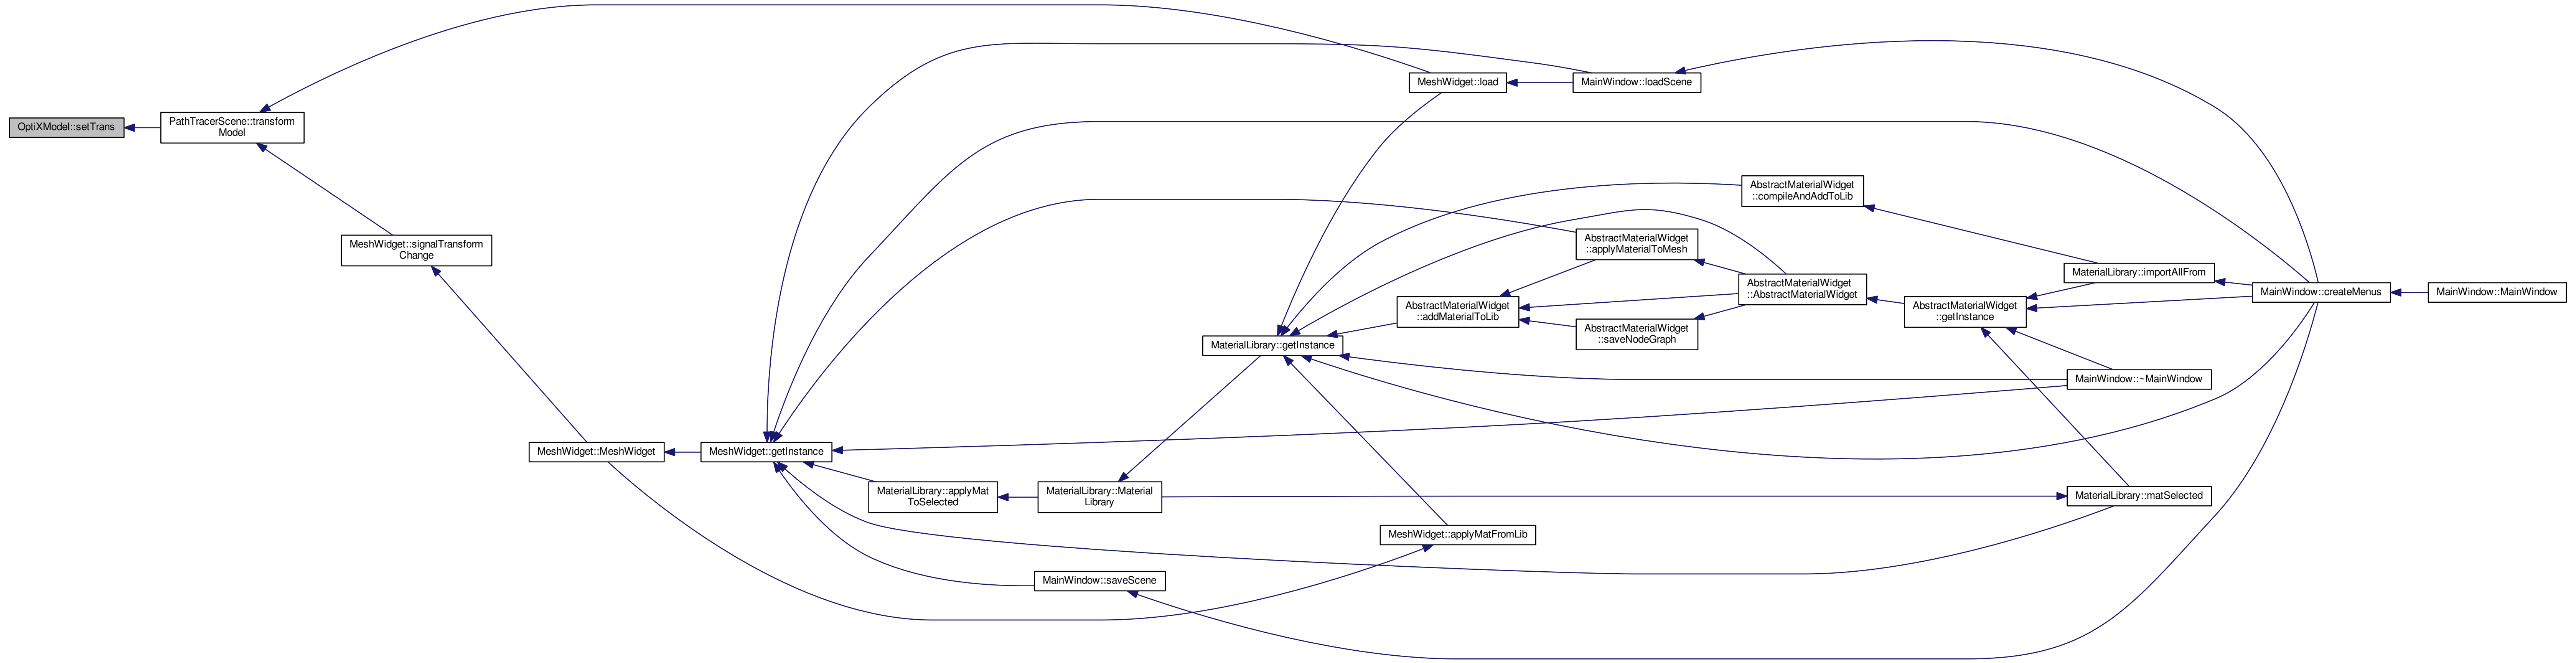 OptiXModel::setTrans
PathTracerScene::transform
Model
MeshWidget::signalTransform
Change
MeshWidget::MeshWidget
MeshWidget::getInstance
MaterialLibrary::applyMat
ToSelected
MaterialLibrary::Material
Library
MainWindow::saveScene
MaterialLibrary::getInstance
MeshWidget::load
AbstractMaterialWidget
::addMaterialToLib
MeshWidget::applyMatFromLib
MainWindow::loadScene
AbstractMaterialWidget
::applyMaterialToMesh
AbstractMaterialWidget
::saveNodeGraph
AbstractMaterialWidget
::compileAndAddToLib
AbstractMaterialWidget
::AbstractMaterialWidget
AbstractMaterialWidget
::getInstance
MaterialLibrary::importAllFrom
MainWindow::~MainWindow
MaterialLibrary::matSelected
MainWindow::createMenus
MainWindow::MainWindow